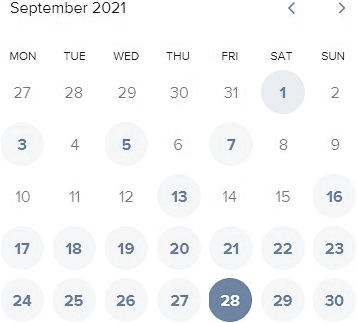 September 2021
MON TUE WED THU FRI SAT SUN
27 28 29 30 31 1 2
3 4 5 6 7 8 9
10 11 12 13 14 15 16
17 18 19 20 21 22 23
24 25 26 27 28 29 30